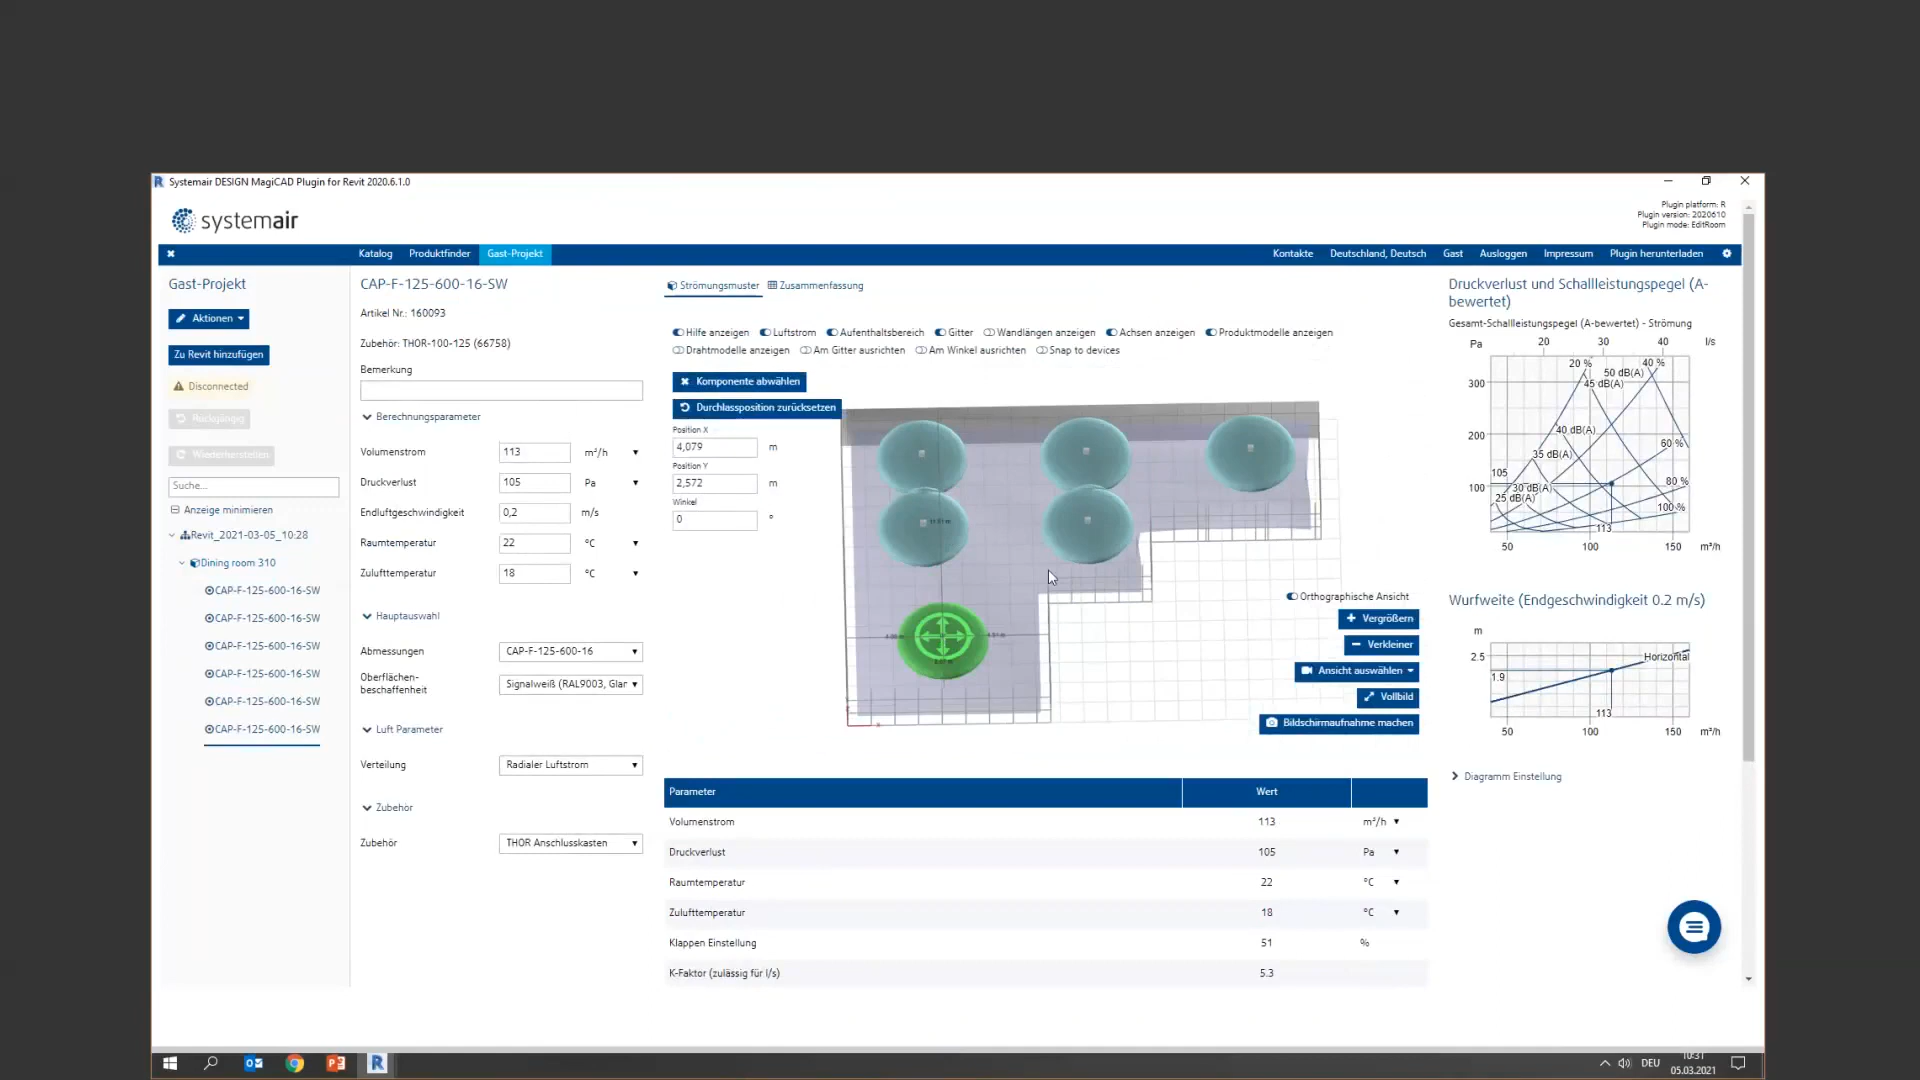 Systemair DESIGN MagiCAD Plugin for Revit 2020.6.1.0
systemair
Plugin platform: R
Plugin version: 2020610
Plugin mode: EditRoom
Katalog Produktfinder Gast-Projekt Kontakte Deutschland, Deutsch Gast Ausloggen Impressum Plugin herunterladen
Gast-Projekt
Aktionen
Zu Revit hinzufügen
Disconnected
Rückgängig
Wiederherstellen
Suche...
Anzeige minimieren
Revit_2021-03-05_10:28
Dining room 310
CAP-F-125-600-16-SW
CAP-F-125-600-16-SW
CAP-F-125-600-16-SW
CAP-F-125-600-16-SW
CAP-F-125-600-16-SW
CAP-F-125-600-16-SW
CAP-F-125-600-16-SW
Artikel Nr.: 160093
Zubehör: THOR-100-125 (66758)
Bemerkung
Berechnungsparameter
Volumenstrom 113 m³/h
Druckverlust 105 Pa
Endluftgeschwindigkeit 0,2 m/s
Raumtemperatur 22 °C
Zulufttemperatur 18 °C
Hauptauswahl
Abmessungen CAP-F-125-600-16
Oberflächen-
beschaffenheit Signalweiß (RAL9003, Glar
Luft Parameter
Verteilung Radialer Luftstrom
Zubehör
Zubehör THOR Anschlusskasten
Strömungsmuster Zusammenfassung
Hilfe anzeigen Luftstrom Aufenthaltsbereich Gitter Wandlängen anzeigen Achsen anzeigen Produktmodelle anzeigen
Drahtmodelle anzeigen Am Gitter ausrichten Am Winkel ausrichten Snap to devices
Komponente abwählen
Durchlassposition zurücksetzen
Position X
4,079 m
Position Y
2,572 m
Winkel
0 °
Orthographische Ansicht
Vergrößern
Verkleiner
Ansicht auswählen
Vollbild
Bildschirmaufnahme machen
Parameter Wert
Volumenstrom 113 m³/h
Druckverlust 105 Pa
Raumtemperatur 22 °C
Zulufttemperatur 18 °C
Klappen Einstellung 51 %
K-Faktor (zulässig für l/s) 5.3
Druckverlust und Schallleistungspegel (A-
bewertet)
Gesamt-Schallleistungspegel (A-bewertet) - Strömung
Pa 20 30 40 l/s
20 % 40 %
50 dB(A)
300 45 dB(A)
200 40 dB(A)
60 %
35 dB(A)
105
80 %
100 30 dB(A)
25 dB(A)
100 %
113
50 100 150 m³/h
Wurfweite (Endgeschwindigkeit 0.2 m/s)
m
2.5 Horizontal
1.9
113
50 100 150 m³/h
Diagramm Einstellung
DEU
10:31
05.03.2021